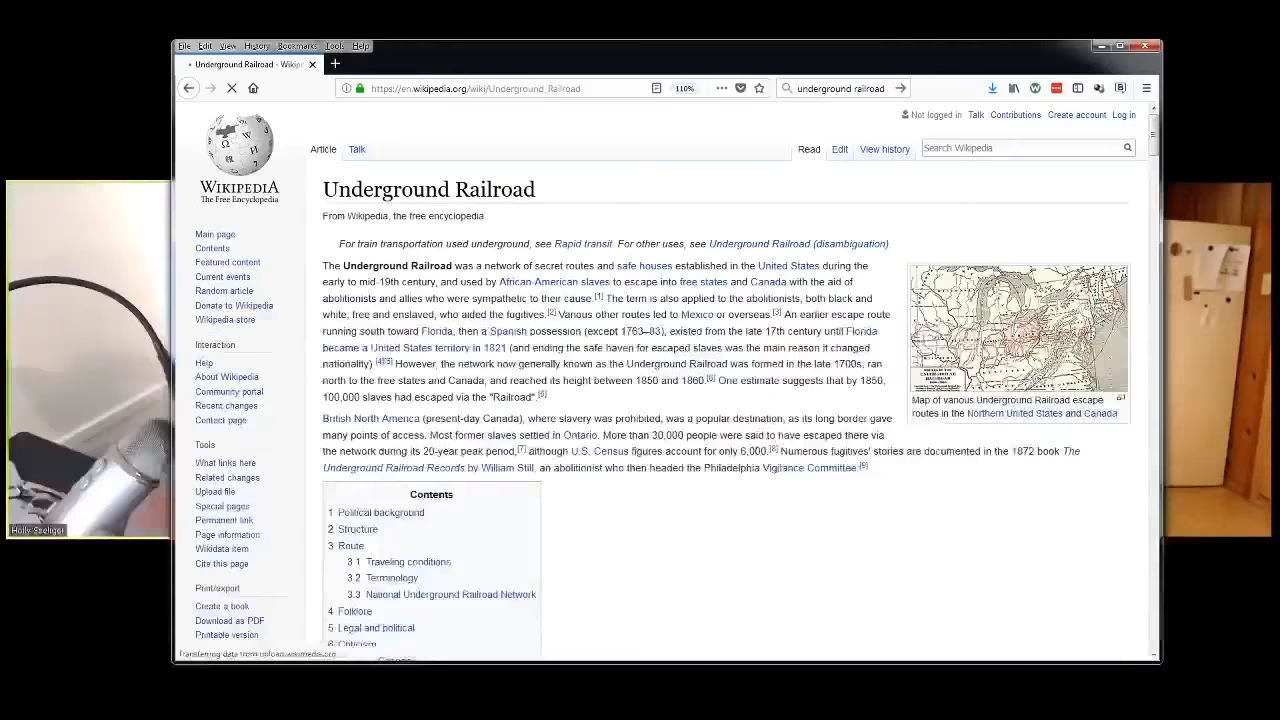 File Edit View History Bookmarks Tools Help
Underground Railroad - Wikip
https://en.wikipedia.org/wiki/Underground_Railroad
110%
underground railroad
Not logged in Talk Contributions Create account Log in
Article Talk
Read Edit View history
Search Wikipedia
WIKIPEDIA
The Free Encyclopedia
Main page
Contents
Featured content
Current events
Random article
Donate to Wikipedia
Wikipedia store
Interaction
Help
About Wikipedia
Community portal
Recent changes
Contact page
Tools
What links here
Related changes
Upload file
Special pages
Permanent link
Page information
Wikidata item
Cite this page
Print/export
Create a book
Download as PDF
Printable version
Underground Railroad
From Wikipedia, the free encyclopedia
For train transportation used underground, see Rapid transit. For other uses, see Underground Railroad (disambiguation).
The Underground Railroad was a network of secret routes and safe houses established in the United States during the
early to mid-19th century, and used by African-American slaves to escape into free states and Canada with the aid of
abolitionists and allies who were sympathetic to their cause.[1] The term is also applied to the abolitionists, both black and
white, free and enslaved, who aided the fugitives.[2] Various other routes led to Mexico or overseas.[3] An earlier escape route
running south toward Florida, then a Spanish possession (except 1763–83), existed from the late 17th century until Florida
became a United States territory in 1821 (and ending the safe haven for escaped slaves was the main reason it changed
nationality).[4][5] However, the network now generally known as the Underground Railroad was formed in the late 1700s, ran
north to the free states and Canada, and reached its height between 1850 and 1860.[6] One estimate suggests that by 1850,
100,000 slaves had escaped via the "Railroad".[6]
British North America (present-day Canada), where slavery was prohibited, was a popular destination, as its long border gave
many points of access. Most former slaves settled in Ontario. More than 30,000 people were said to have escaped there via
the network during its 20-year peak period,[7] although U.S. Census figures account for only 6,000.[8] Numerous fugitives' stories are documented in the 1872 book The
Underground Railroad Records by William Still, an abolitionist who then headed the Philadelphia Vigilance Committee.[9]
Map of various Underground Railroad escape
routes in the Northern United States and Canada
Contents
1 Political background
2 Structure
3 Route
3.1 Traveling conditions
3.2 Terminology
3.3 National Underground Railroad Network
4 Folklore
5 Legal and political
6 Criticism
Transferring data from upload.wikimedia.org...
Holly Seeliger